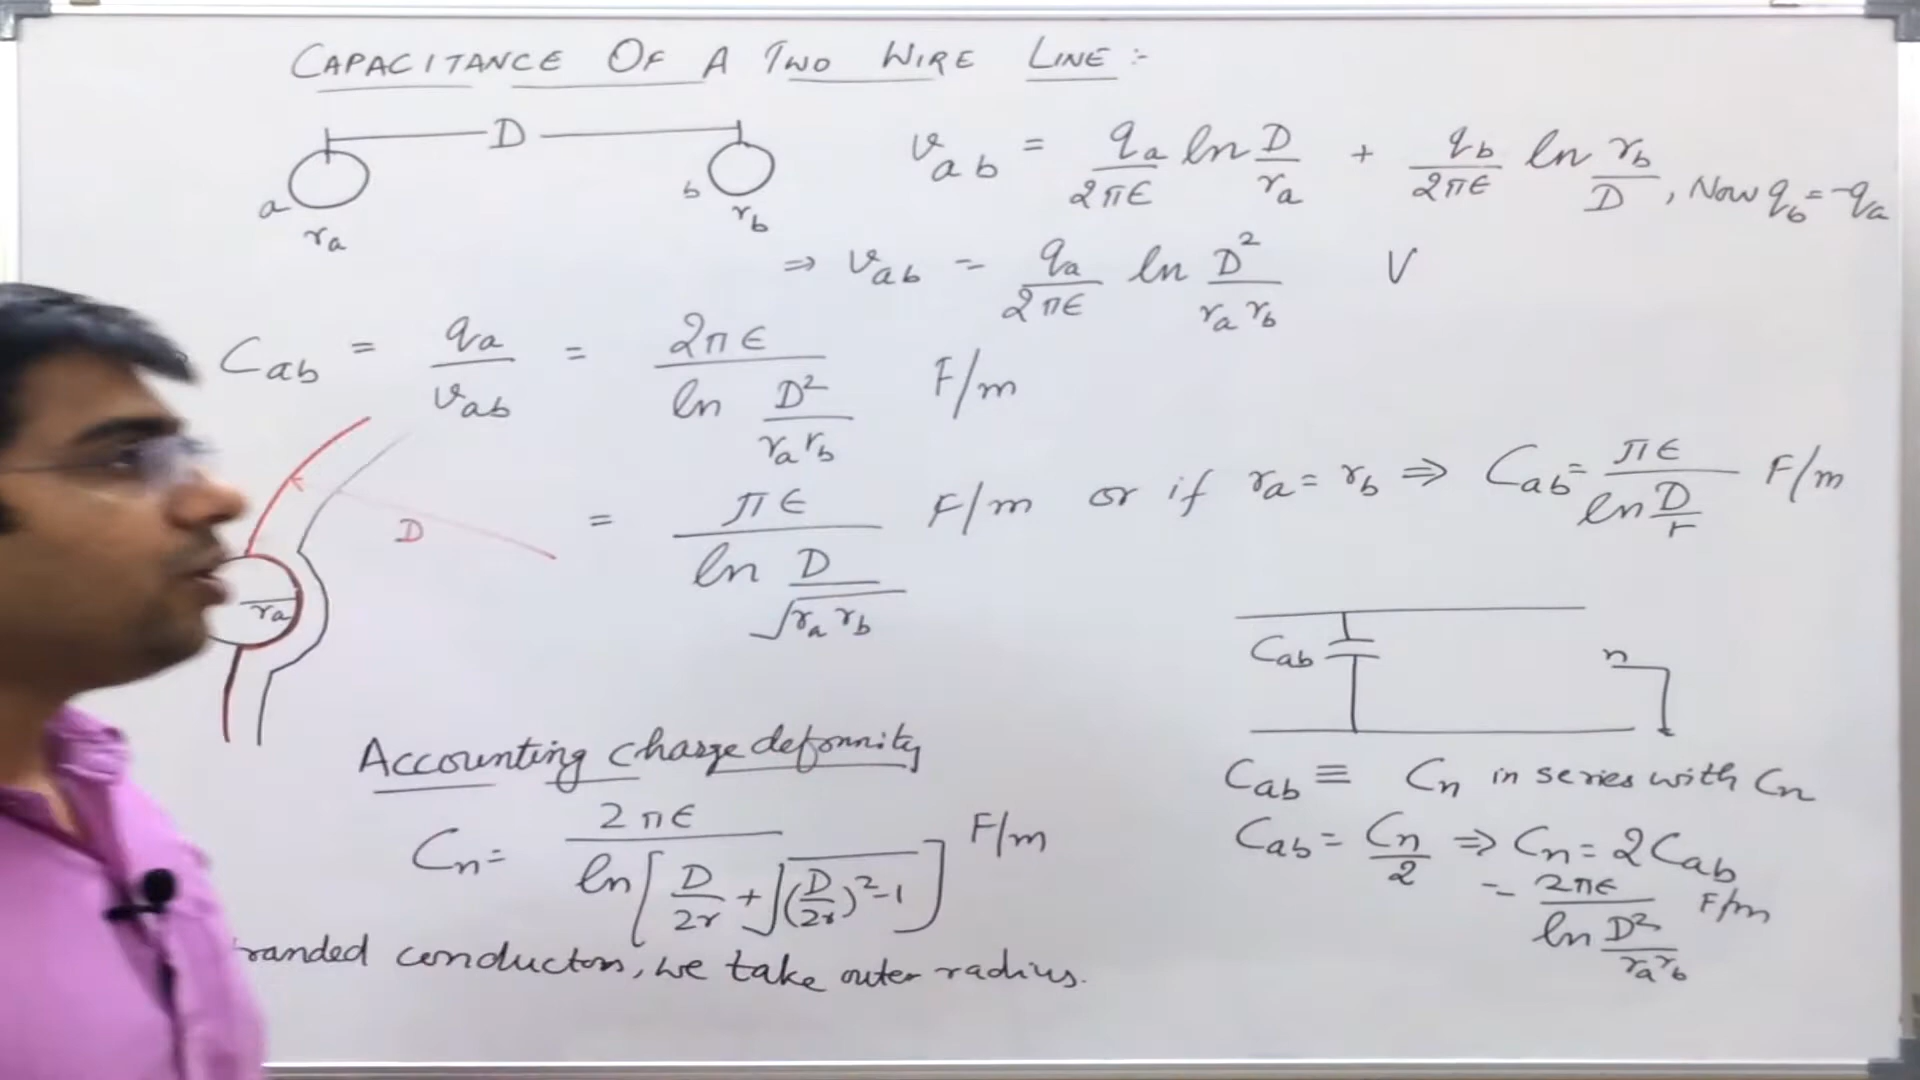 CAPACITANCE OF A TWO WIRE LINE :-
D
a
r_a
b
r_b
v_ab = q_a/2πϵ ln D/r_a + q_b/2πϵ ln r_b/D , Now q_b = -q_a
⇒ v_ab = q_a/2πϵ ln D²/(r_a r_b) V
C_ab = q_a/v_ab = 2πϵ/(ln D²/(r_a r_b)) F/m
D
r_a
= πϵ/(ln D/√(r_a r_b)) F/m or if r_a = r_b ⇒ C_ab = πϵ/(ln D/r) F/m
C_ab
n
Accounting charge deformity
C_n = 2πϵ/(ln[D/2r + √((D/2r)²-1)]) F/m
randed conductors, we take outer radius.
C_ab ≡ C_n in series with C_n
C_ab = C_n/2 ⇒ C_n = 2C_ab
= 2πϵ/(ln D²/(r_a r_b)) F/m